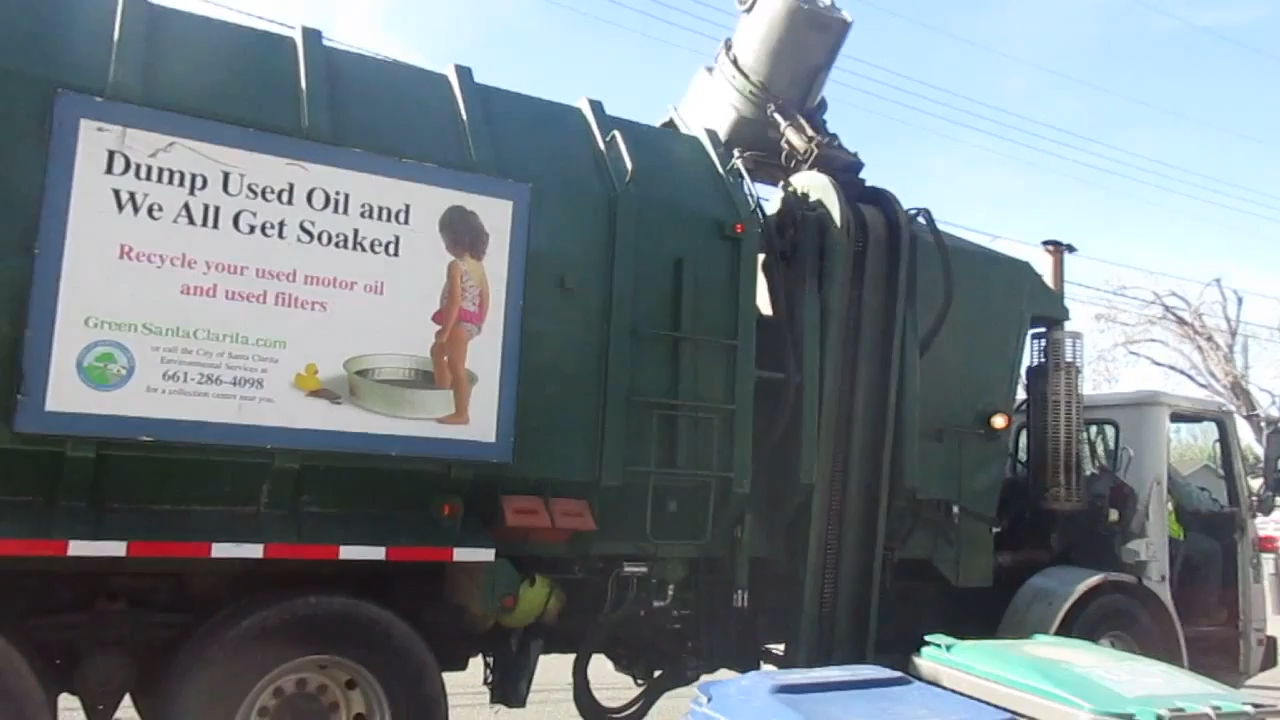 Dump Used Oil and
We All Get Soaked
Recycle your used motor oil
and used filters
GreenSantaClarita.com
or call the City of Santa Clarita
Environmental Services at
661-286-4098
for a collection center near you.